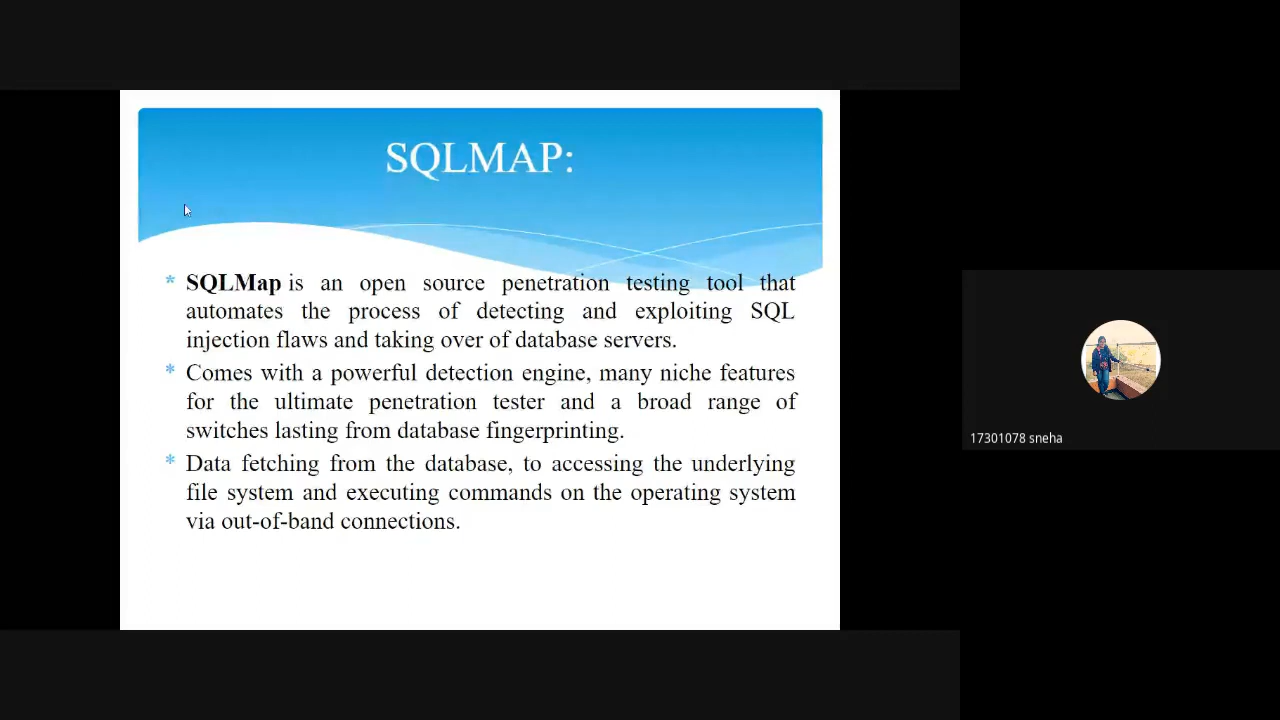 SQLMAP:
* SQLMap is an open source penetration testing tool that
automates the process of detecting and exploiting SQL
injection flaws and taking over of database servers.
* Comes with a powerful detection engine, many niche features
for the ultimate penetration tester and a broad range of
switches lasting from database fingerprinting.
* Data fetching from the database, to accessing the underlying
file system and executing commands on the operating system
via out-of-band connections.
17301078 sneha